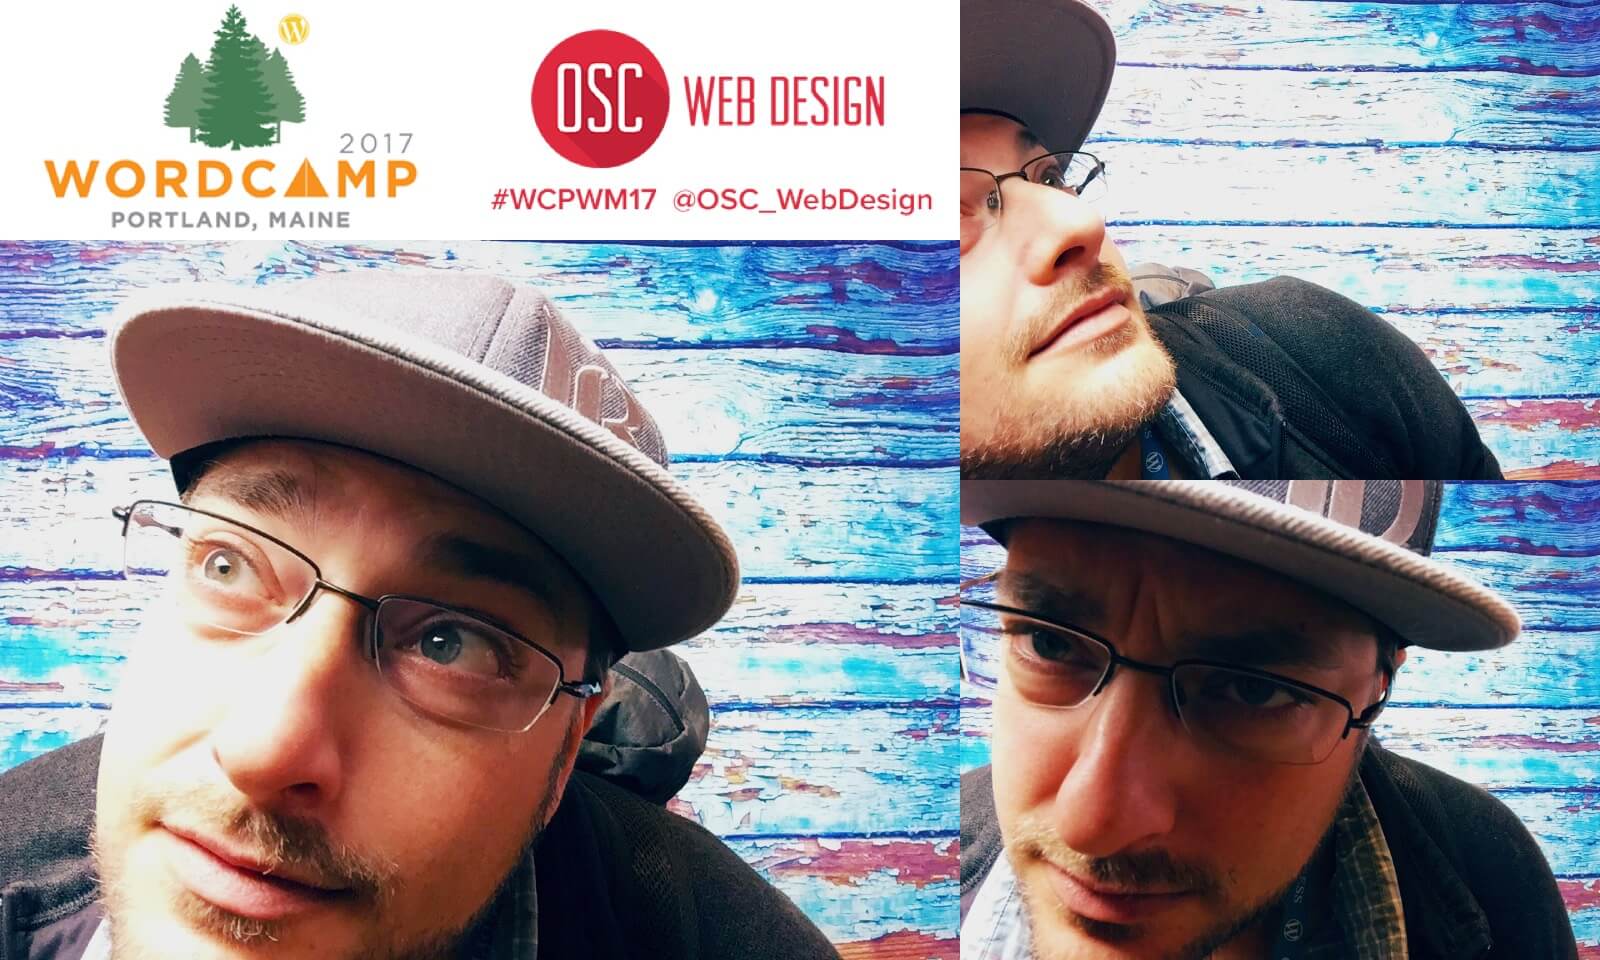 2017
WORDCAMP
PORTLAND, MAINE
OSC WEB DESIGN
#WCPWM17 @OSC_WebDesign